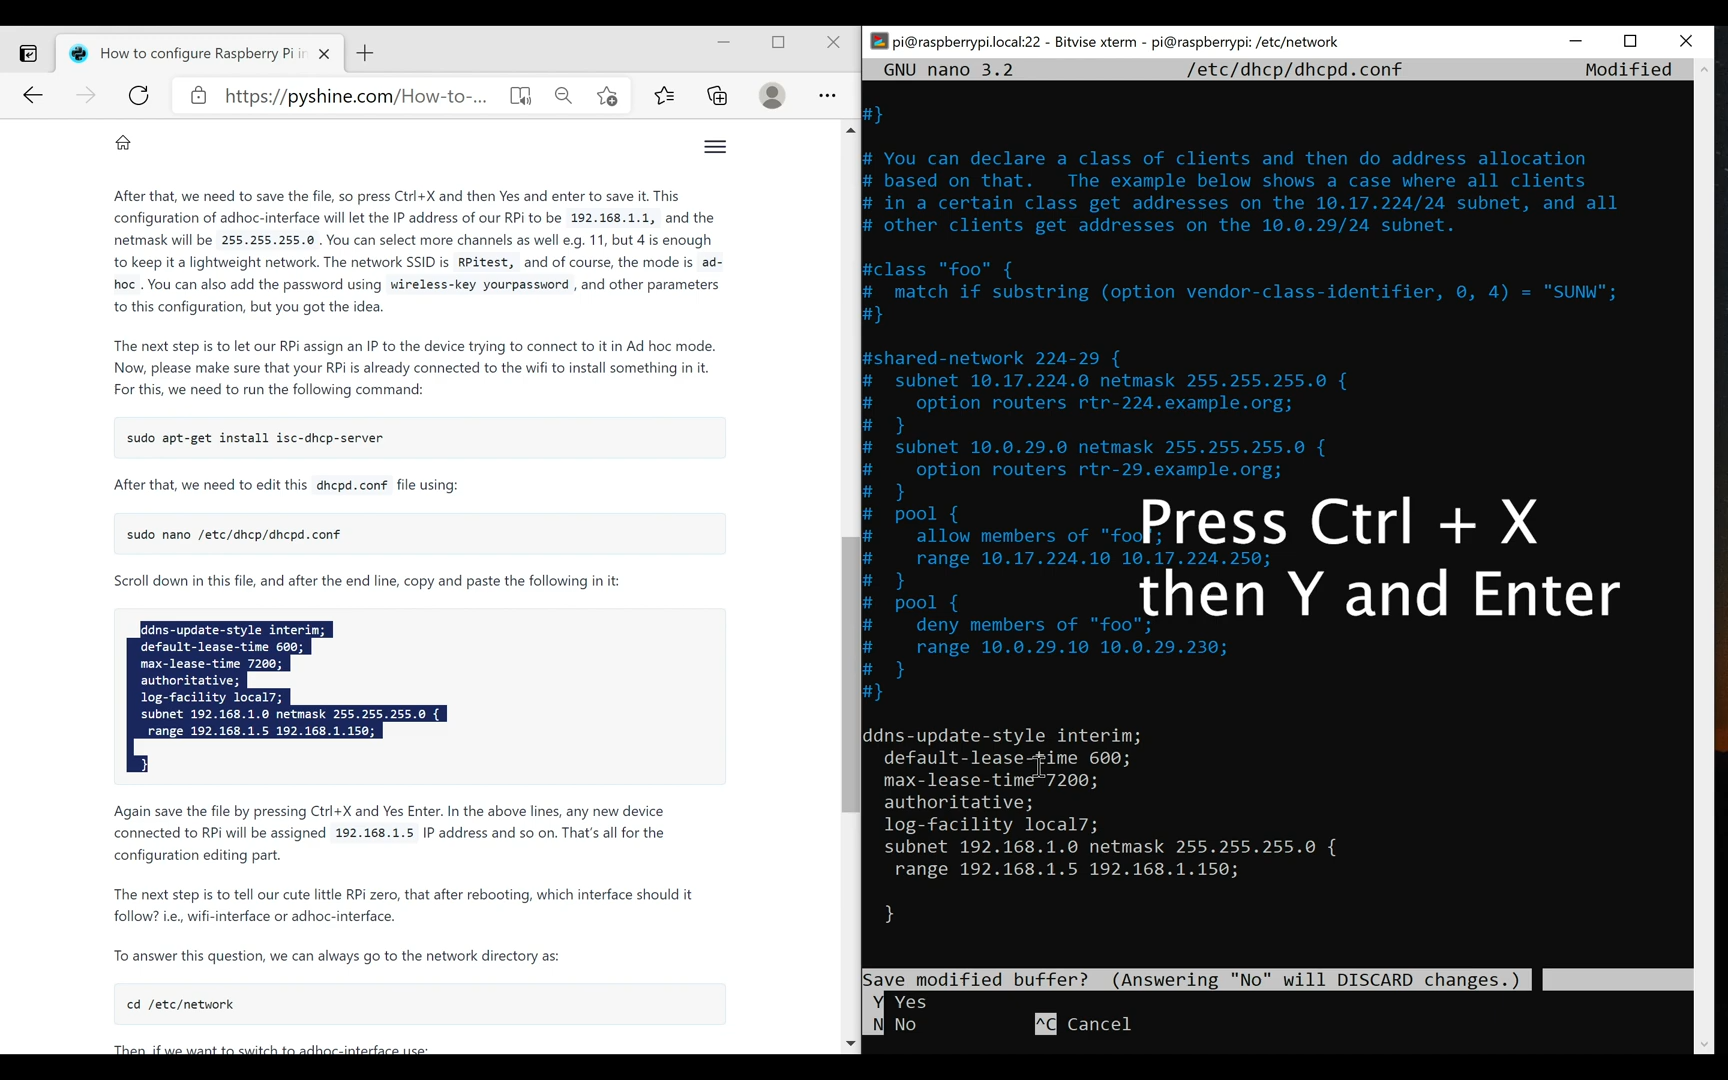 How to configure Raspberry Pi in
https://pyshine.com/How-to-...
After that, we need to save the file, so press Ctrl+X and then Yes and enter to save it. This
configuration of adhoc-interface will let the IP address of our RPi to be 192.168.1.1, and the
netmask will be 255.255.255.0 . You can select more channels as well e.g. 11, but 4 is enough
to keep it a lightweight network. The network SSID is RPitest, and of course, the mode is ad-
hoc . You can also add the password using wireless-key yourpassword , and other parameters
to this configuration, but you got the idea.
The next step is to let our RPi assign an IP to the device trying to connect to it in Ad hoc mode.
Now, please make sure that your RPi is already connected to the wifi to install something in it.
For this, we need to run the following command:
sudo apt-get install isc-dhcp-server
After that, we need to edit this dhcpd.conf file using:
sudo nano /etc/dhcp/dhcpd.conf
Scroll down in this file, and after the end line, copy and paste the following in it:
ddns-update-style interim;
default-lease-time 600;
max-lease-time 7200;
authoritative;
log-facility local7;
subnet 192.168.1.0 netmask 255.255.255.0 {
range 192.168.1.5 192.168.1.150;
}
Again save the file by pressing Ctrl+X and Yes Enter. In the above lines, any new device
connected to RPi will be assigned 192.168.1.5 IP address and so on. That's all for the
configuration editing part.
The next step is to tell our cute little RPi zero, that after rebooting, which interface should it
follow? i.e., wifi-interface or adhoc-interface.
To answer this question, we can always go to the network directory as:
cd /etc/network
Then, if we want to switch to adhoc-interface use:
pi@raspberrypi.local:22 - Bitvise xterm - pi@raspberrypi: /etc/network
GNU nano 3.2 /etc/dhcp/dhcpd.conf Modified
#}
# You can declare a class of clients and then do address allocation
# based on that. The example below shows a case where all clients
# in a certain class get addresses on the 10.17.224/24 subnet, and all
# other clients get addresses on the 10.0.29/24 subnet.
#class "foo" {
# match if substring (option vendor-class-identifier, 0, 4) = "SUNW";
#}
#shared-network 224-29 {
# subnet 10.17.224.0 netmask 255.255.255.0 {
# option routers rtr-224.example.org;
# }
# subnet 10.0.29.0 netmask 255.255.255.0 {
# option routers rtr-29.example.org;
# }
# pool {
# allow members of "foo";
# range 10.17.224.10 10.17.224.250;
# }
# pool {
# deny members of "foo";
# range 10.0.29.10 10.0.29.230;
# }
#}
Press Ctrl + X
then Y and Enter
ddns-update-style interim;
default-lease-time 600;
max-lease-time 7200;
authoritative;
log-facility local7;
subnet 192.168.1.0 netmask 255.255.255.0 {
range 192.168.1.5 192.168.1.150;
}
Save modified buffer? (Answering "No" will DISCARD changes.)
Y Yes
N No ^C Cancel